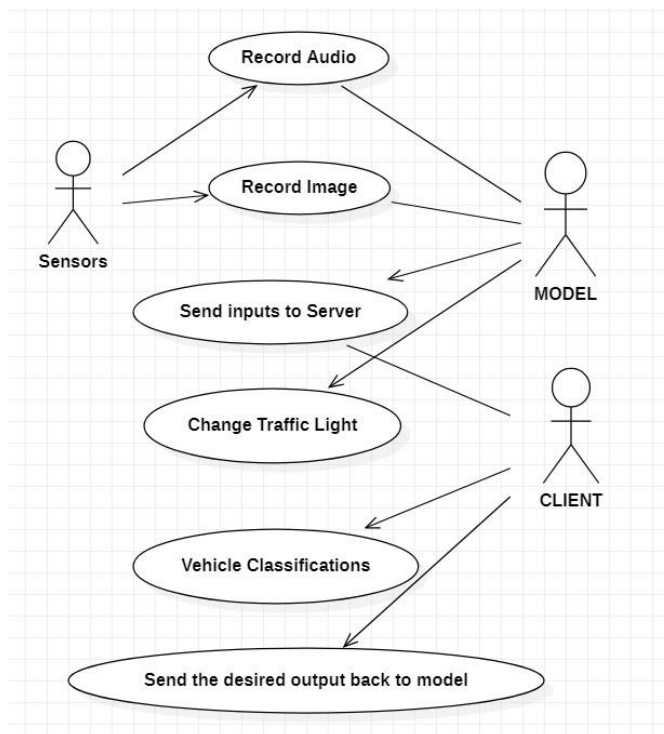 Record Audio
Record Image
Sensors
MODEL
Send inputs to Server
Change Traffic Light
CLIENT
Vehicle Classifications
Send the desired output back to model